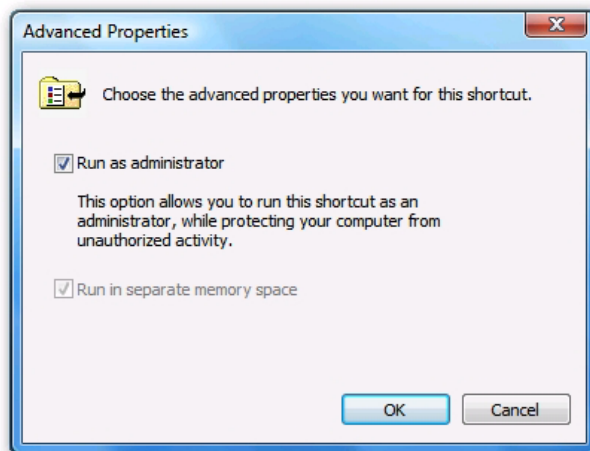 Advanced Properties
Choose the advanced properties you want for this shortcut.
Run as administrator
This option allows you to run this shortcut as an
administrator, while protecting your computer from
unauthorized activity.
Run in separate memory space
OK
Cancel